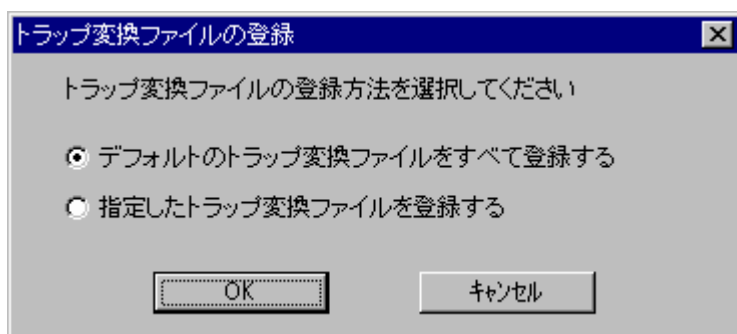 トラップ変換ファイルの登録
トラップ変換ファイルの登録方法を選択してください
デフォルトのトラップ変換ファイルをすべて登録する
指定したトラップ変換ファイルを登録する
OK
キャンセル